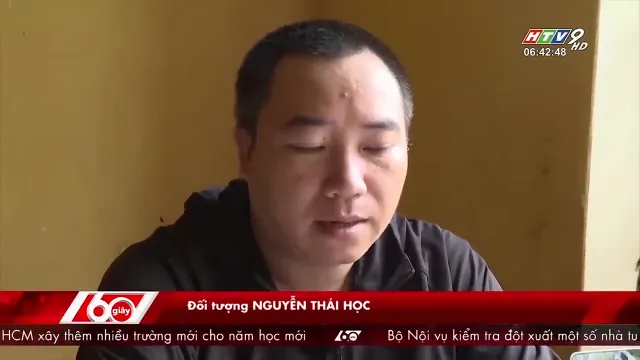 HTV9 HD
06:42:48
60 giây
Đối tượng NGUYỄN THÁI HỌC
HCM xây thêm nhiều trường mới cho năm học mới 60 Bộ Nội vụ kiểm tra đột xuất một số nhà tu